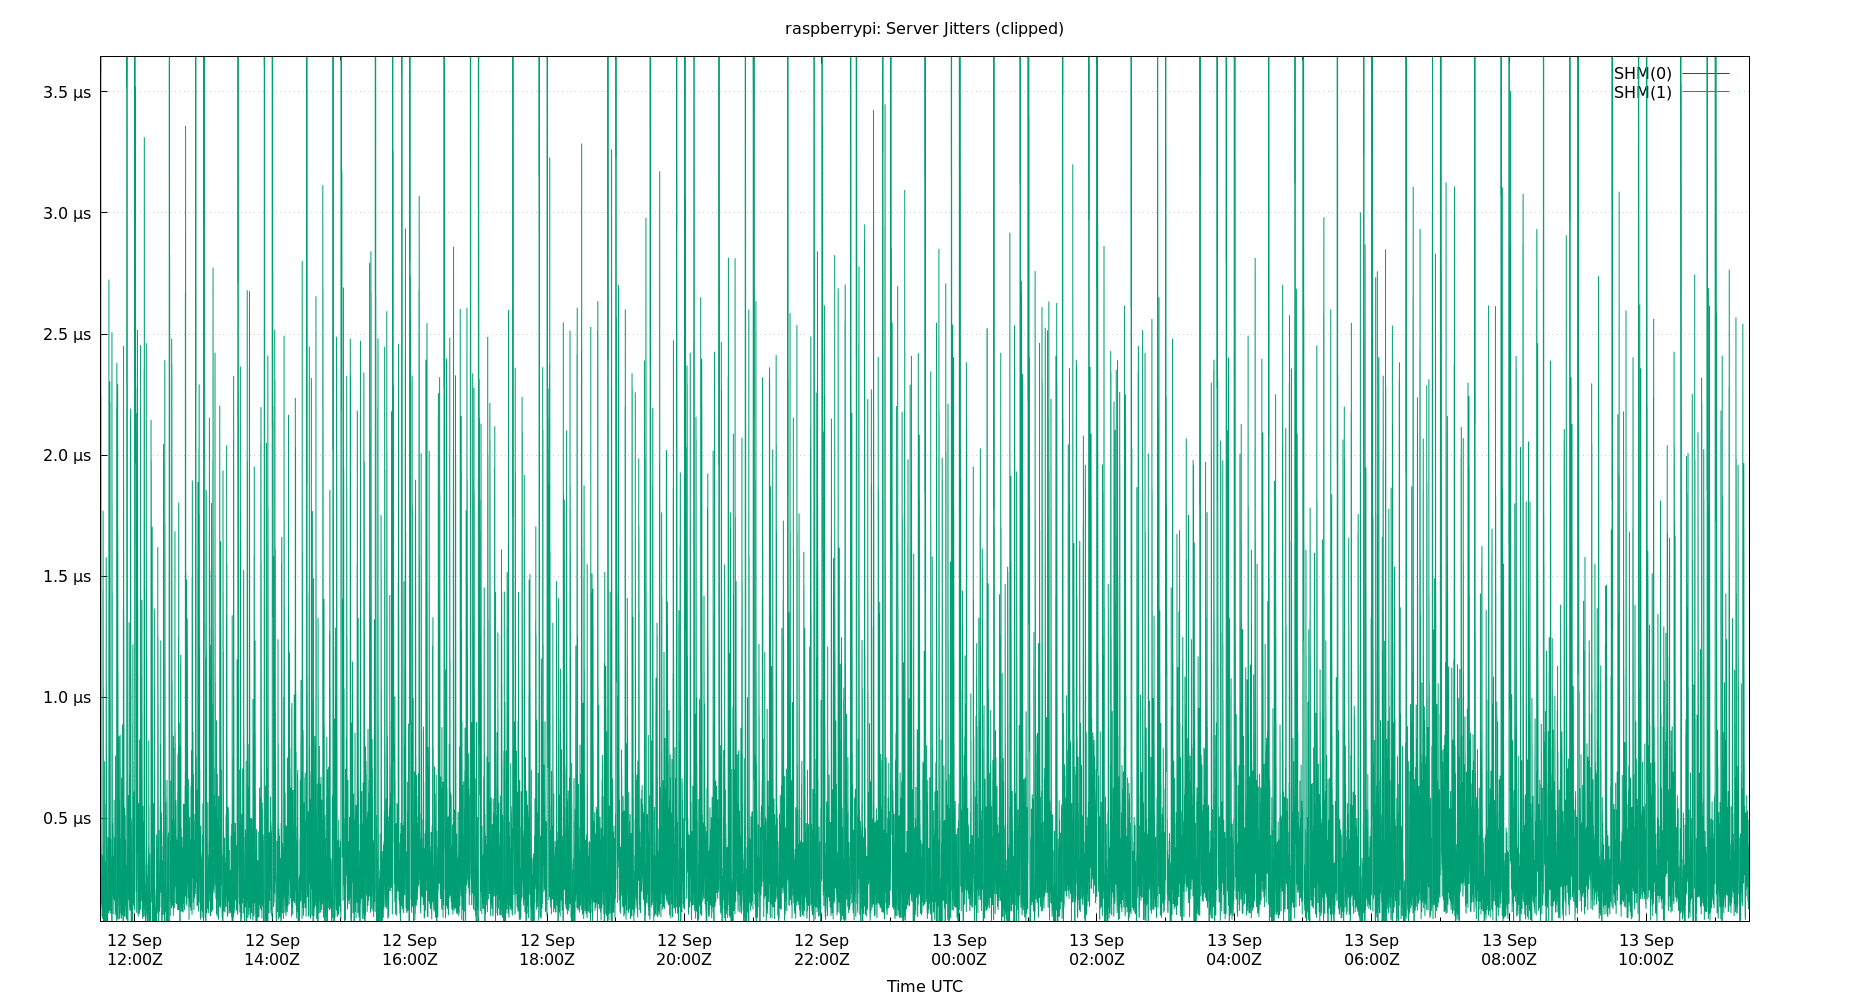 raspberrypi: Server Jitters (clipped)
SHM(0)
SHM(1)
3.5 µs
3.0 µs
2.5 µs
2.0 µs
1.5 µs
1.0 µs
0.5 µs
12 Sep 12 Sep 12 Sep 12 Sep 12 Sep 12 Sep 13 Sep 13 Sep 13 Sep 13 Sep 13 Sep 13 Sep
12:00Z 14:00Z 16:00Z 18:00Z 20:00Z 22:00Z 00:00Z 02:00Z 04:00Z 06:00Z 08:00Z 10:00Z
Time UTC